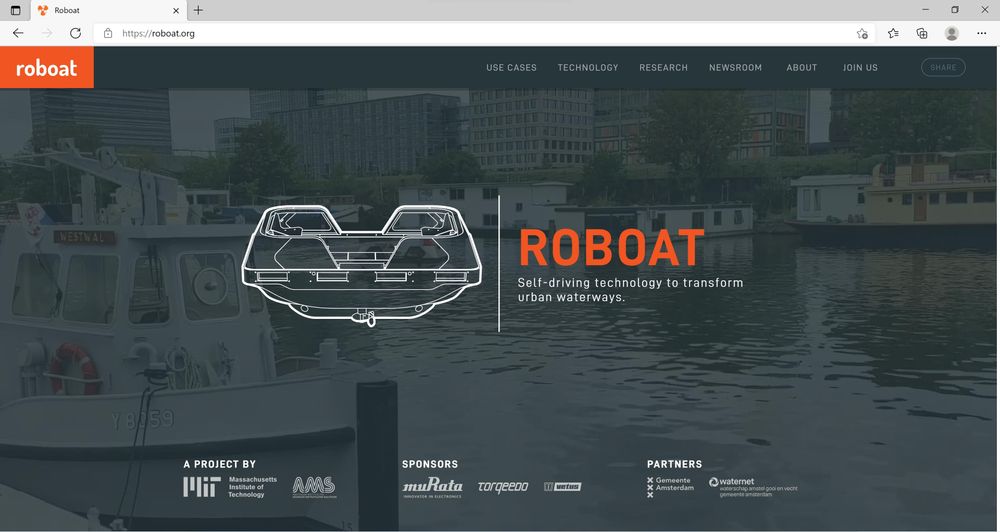 Roboat
https://roboat.org
roboat
USE CASES
TECHNOLOGY
RESEARCH
NEWSROOM
ABOUT
JOIN US
SHARE
WESTWAL
ROBOAT
Self-driving technology to transform
urban waterways.
Y8059
A PROJECT BY
MIT
Massachusetts
Institute of
Technology
AMS
SPONSORS
muRata
INNOVATOR IN ELECTRONICS
TORQEEDO
vetus
PARTNERS
Gemeente
Amsterdam
waternet
waterschap amstel gooi en vecht
gemeente amsterdam